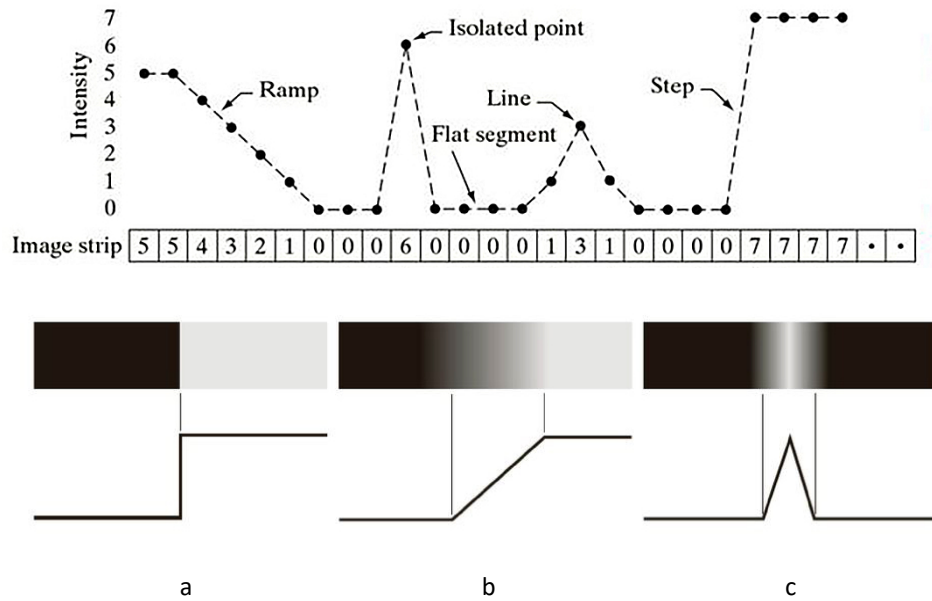 7
6
5
4
3
2
1
0
Intensity
Ramp
Isolated point
Flat segment
Line
Step
Image strip 5 5 4 3 2 1 0 0 0 6 0 0 0 0 1 3 1 0 0 0 0 7 7 7 7 • •
a b c